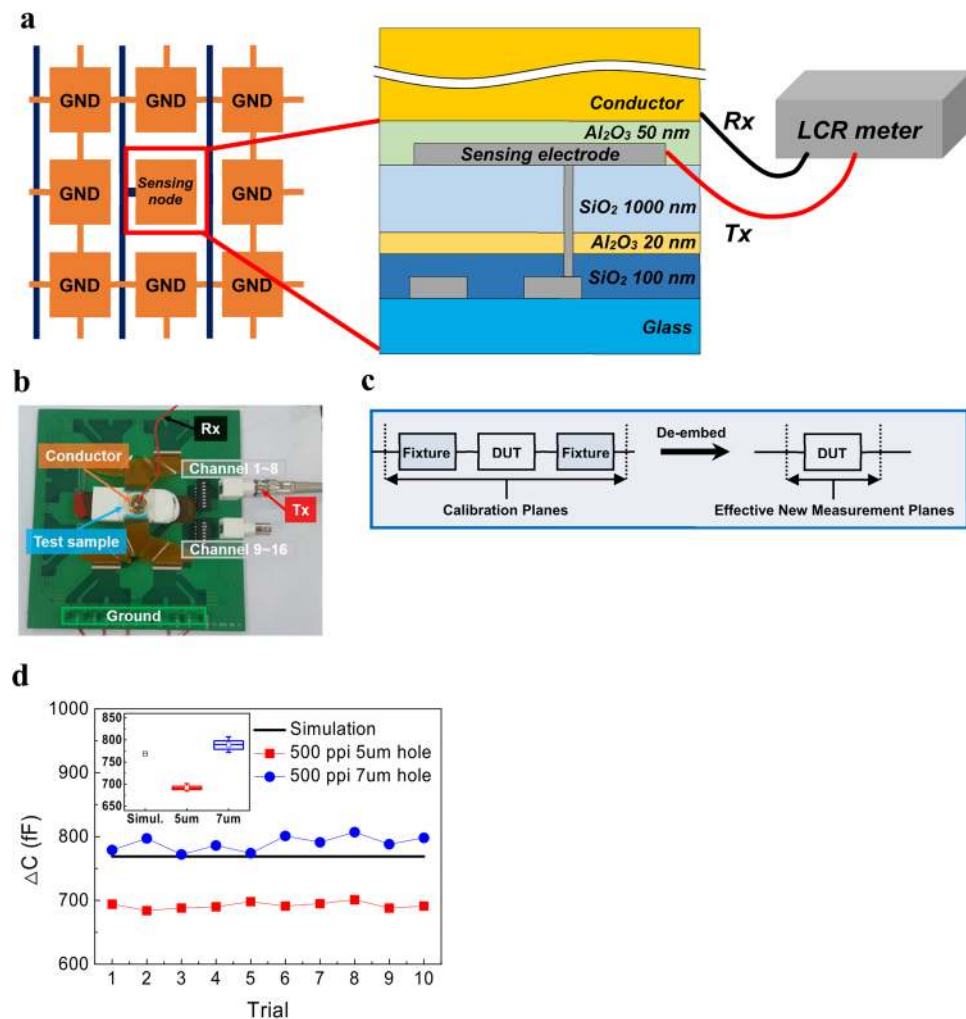 a
GND
GND
GND
GND
Sensing
node
GND
GND
GND
GND
Conductor
Al₂O₃ 50 nm
Sensing electrode
SiO₂ 1000 nm
Al₂O₃ 20 nm
SiO₂ 100 nm
Glass
Rx
Tx
LCR meter
b
Rx
Conductor
Channel 1~8
Tx
Test sample
Channel 9~16
Ground
c
Fixture
DUT
Fixture
De-embed
DUT
Calibration Planes
Effective New Measurement Planes
d
1000
900
800
700
600
ΔC (fF)
850
800
750
700
650
Simul. 5um 7um
Simulation
500 ppi 5um hole
500 ppi 7um hole
1 2 3 4 5 6 7 8 9 10
Trial